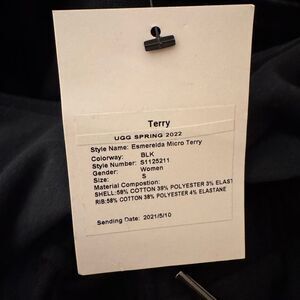 Terry
UGG SPRING 2022
Style Name: Esmerelda Micro Terry
Colorway: BLK
Style Number: S1125211
Gender: Women
Size: S
Material Compostion:
SHELL:58% COTTON 39% POLYESTER 3% ELAST
RIB:58% COTTON 38% POLYESTER 4% ELASTANE
Sending Date: 2021/5/10